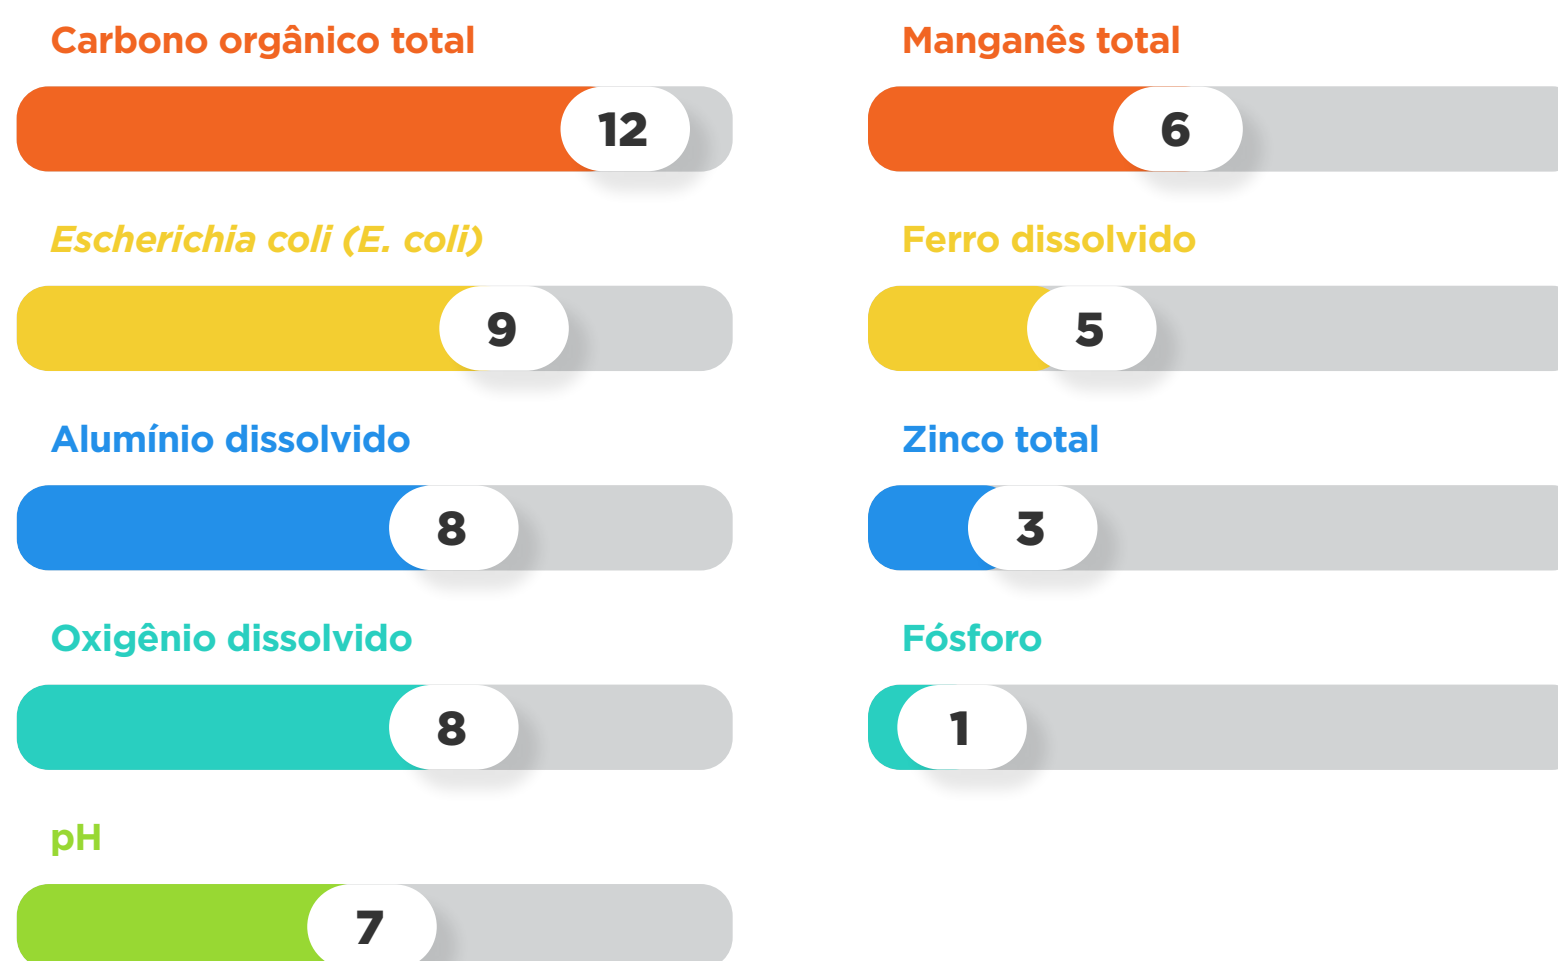 Carbono orgânico total
12
Escherichia coli (E. coli)
9
Alumínio dissolvido
8
Oxigênio dissolvido
8
pH
7
Manganês total
6
Ferro dissolvido
5
Zinco total
3
Fósforo
1